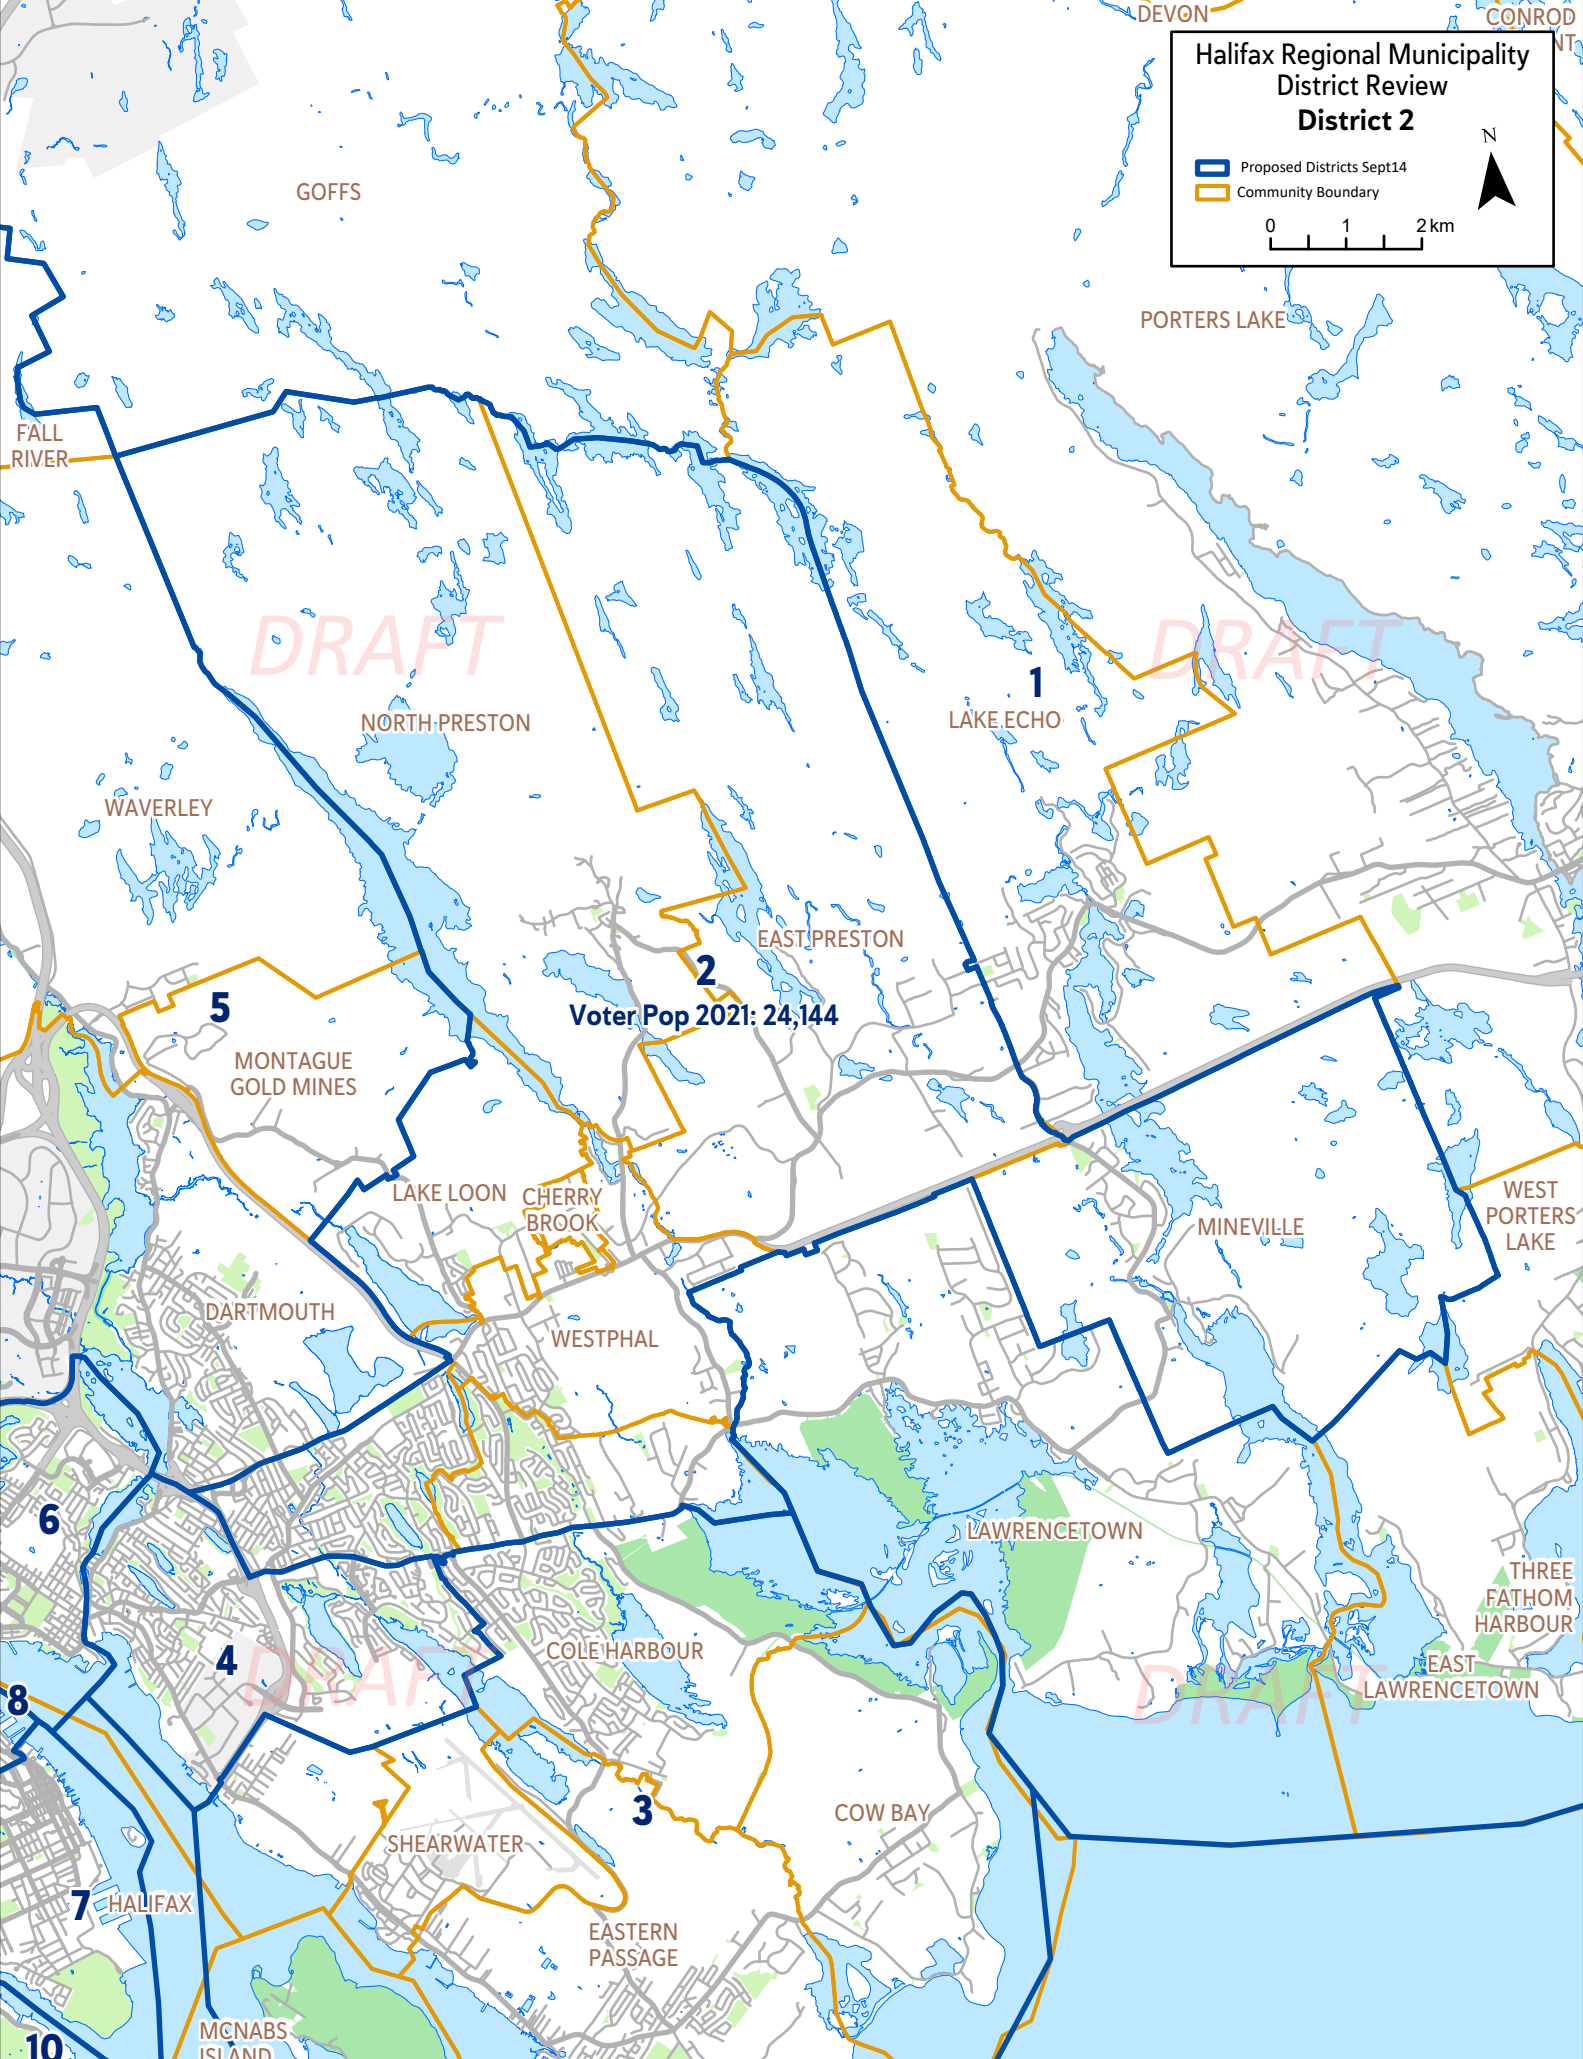 DEVON
CONROD
NT
Halifax Regional Municipality
District Review
District 2
N
Proposed Districts Sept14
Community Boundary
0 1 2 km
GOFFS
PORTERS LAKE
FALL
RIVER
DRAFT
DRAFT
1
LAKE ECHO
NORTH PRESTON
WAVERLEY
EAST PRESTON
2
Voter Pop 2021: 24,144
5
MONTAGUE
GOLD MINES
LAKE LOON
CHERRY
BROOK
WEST
PORTERS
LAKE
MINEVILLE
DARTMOUTH
WESTPHAL
6
LAWRENCETOWN
THREE
FATHOM
HARBOUR
4
DRAFT
COLE HARBOUR
EAST
LAWRENCETOWN
DRAFT
8
3
COW BAY
SHEARWATER
7
HALIFAX
EASTERN
PASSAGE
MCNABS
ISLAND
10